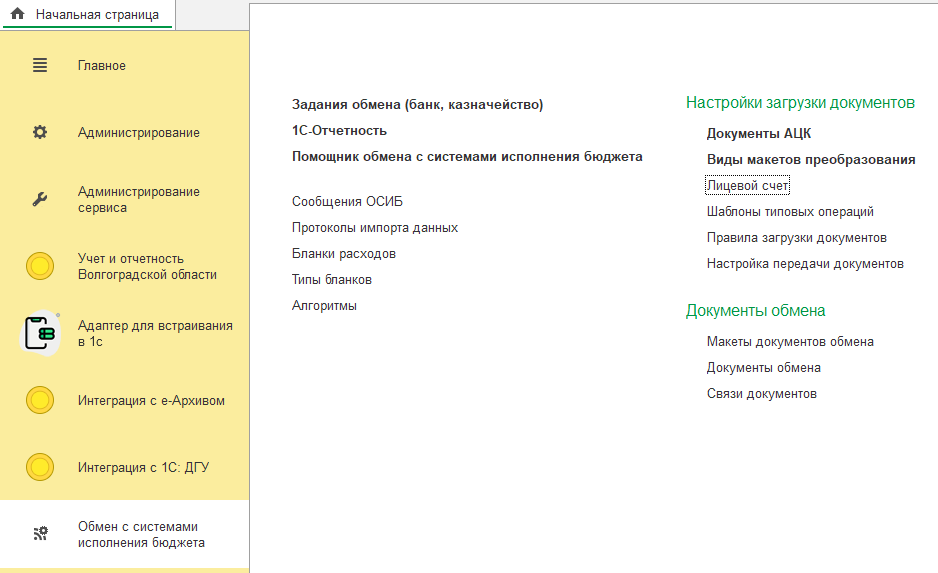 Начальная страница
Главное
Администрирование
Администрирование
сервиса
Учет и отчетность
Волгоградской области
Адаптер для встраивания
в 1с
Интеграция с е-Архивом
Интеграция с 1С: ДГУ
Обмен с системами
исполнения бюджета
Задания обмена (банк, казначейство)
1С-Отчетность
Помощник обмена с системами исполнения бюджета
Сообщения ОСИБ
Протоколы импорта данных
Бланки расходов
Типы бланков
Алгоритмы
Настройки загрузки документов
Документы АЦК
Виды макетов преобразования
Лицевой счет
Шаблоны типовых операций
Правила загрузки документов
Настройка передачи документов
Документы обмена
Макеты документов обмена
Документы обмена
Связи документов